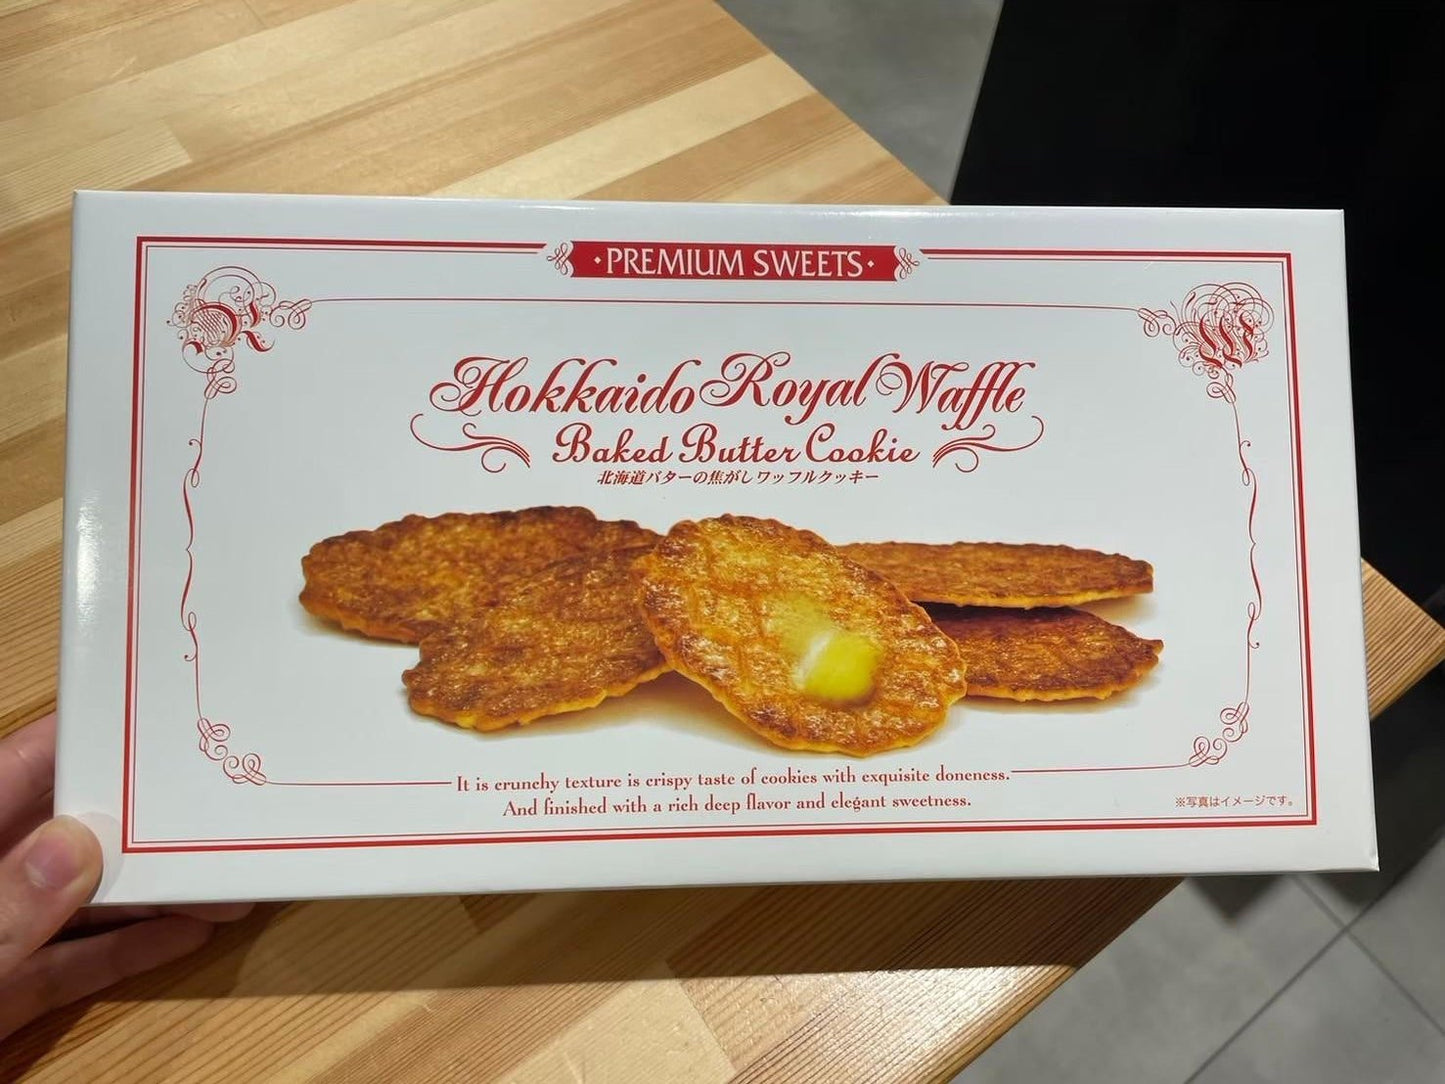 ·PREMIUM SWEETS·
Hokkaido Royal Waffle
Baked Butter Cookie
北海道バターの焦がしワッフルクッキー
It is crunchy texture is crispy taste of cookies with exquisite doneness.
And finished with a rich deep flavor and elegant sweetness.
※写真はイメージです。